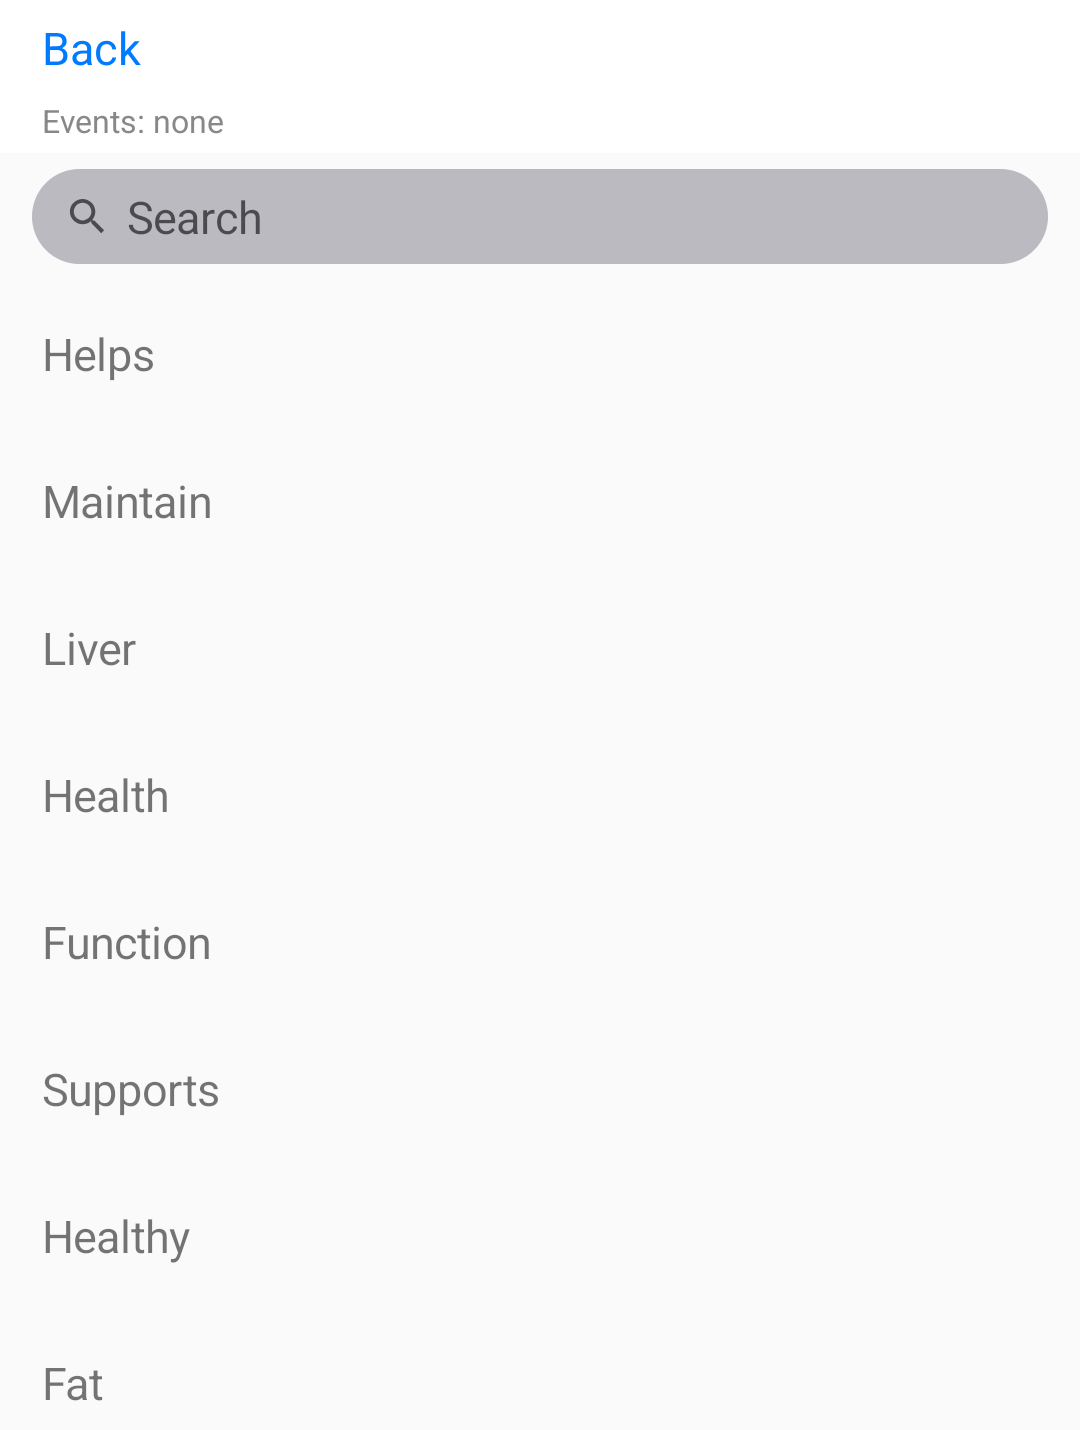 Back
Events: none
Search
Helps
Maintain
Liver
Health
Function
Supports
Healthy
Fat